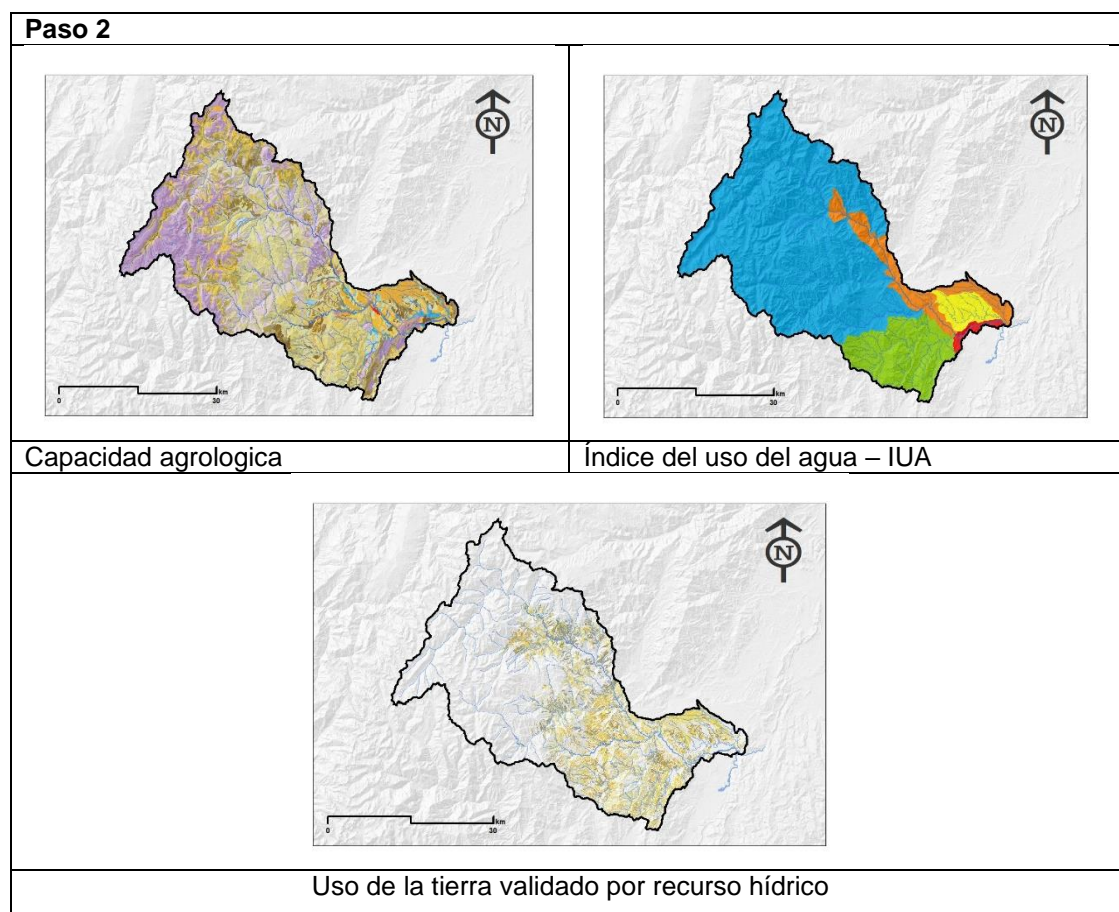 Paso 2
N
km
0
30
N
km
0
30
Capacidad agrologica
Índice del uso del agua – IUA
N
km
0
30
Uso de la tierra validado por recurso hídrico